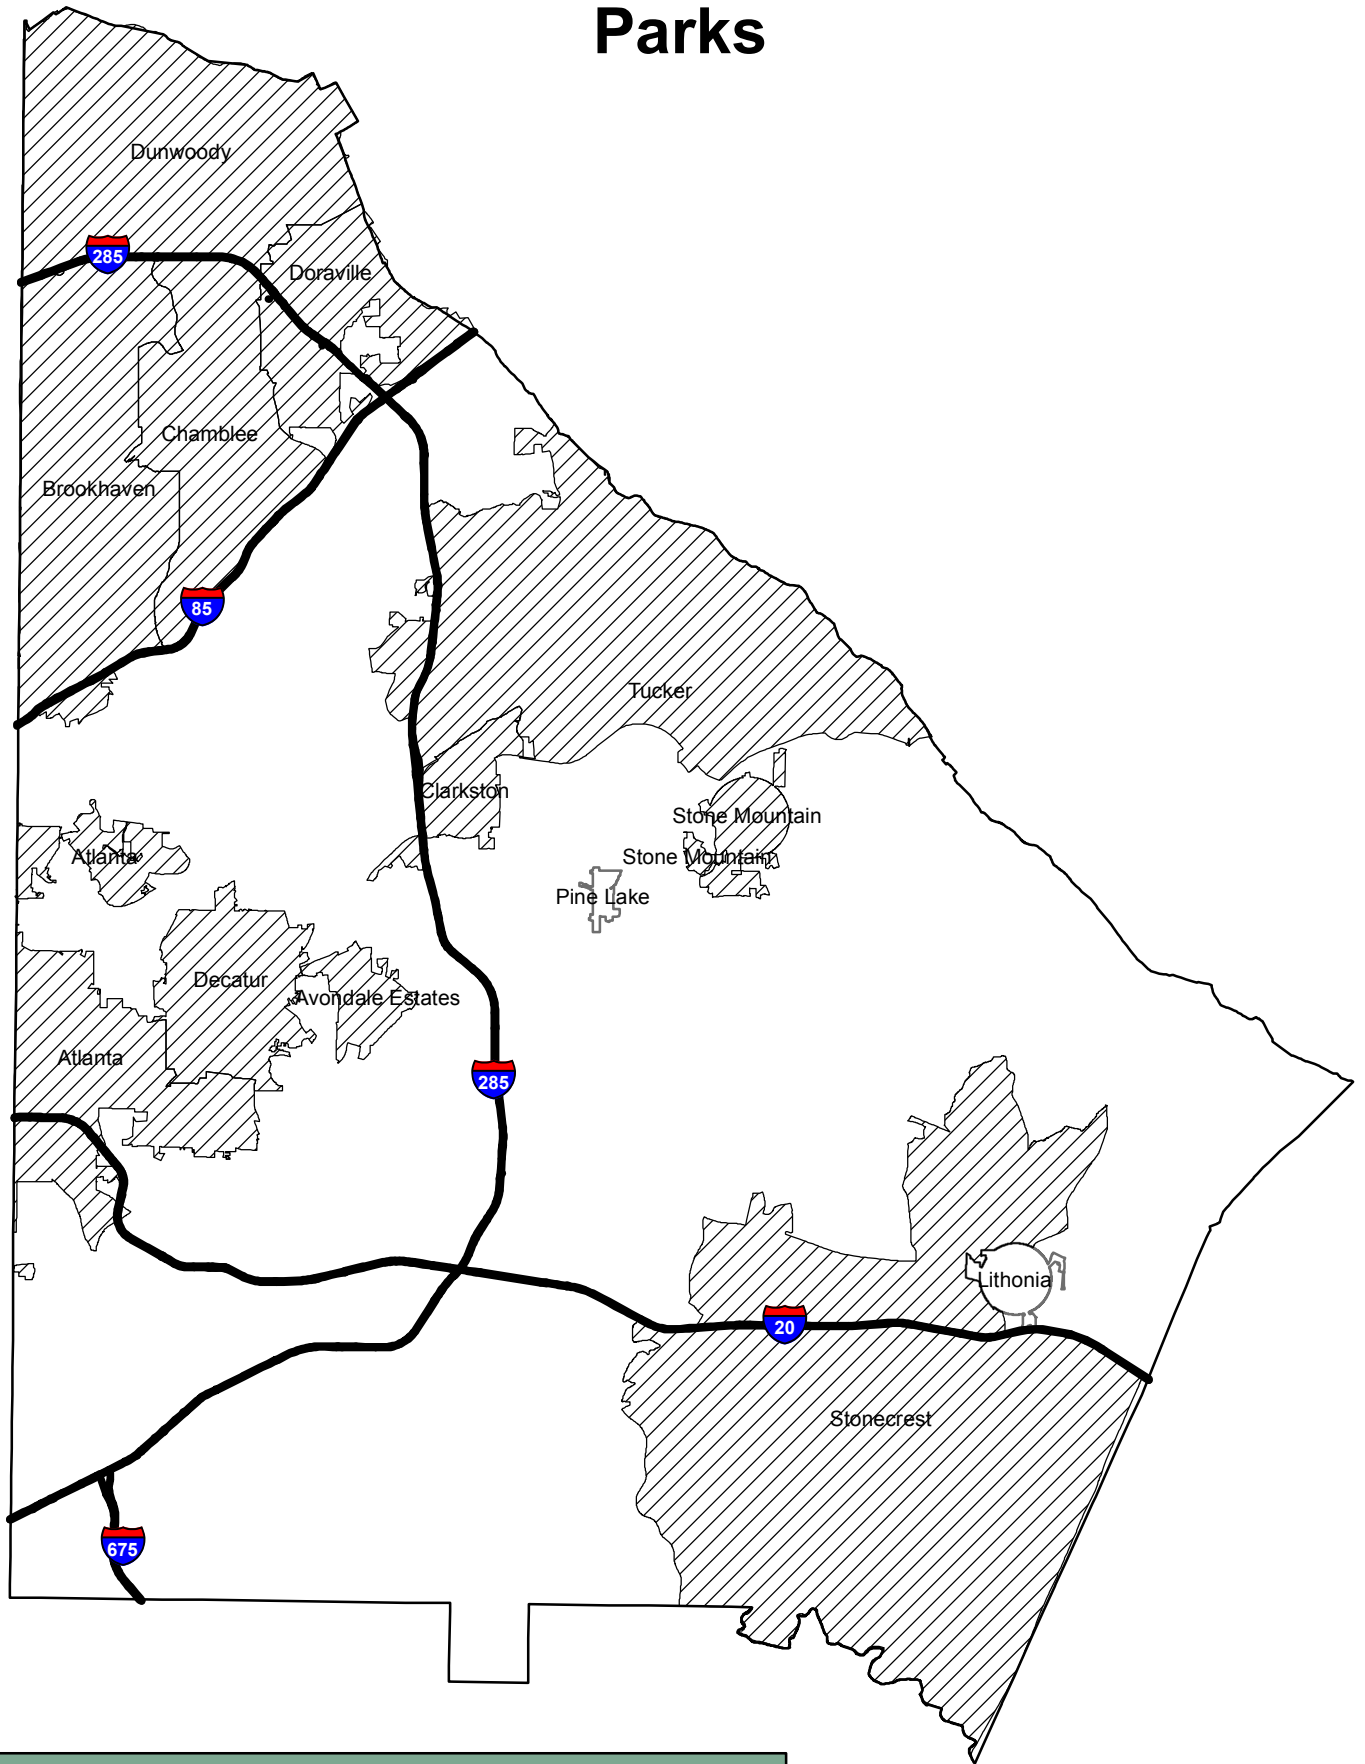 Parks
Dunwoody
285
Doraville
Chamblee
Brookhaven
85
Tucker
Clarkston
Stone Mountain
Atlanta
Stone Mountain
Pine Lake
Decatur
Avondale Estates
Atlanta
285
Lithonia
20
Stonecrest
675